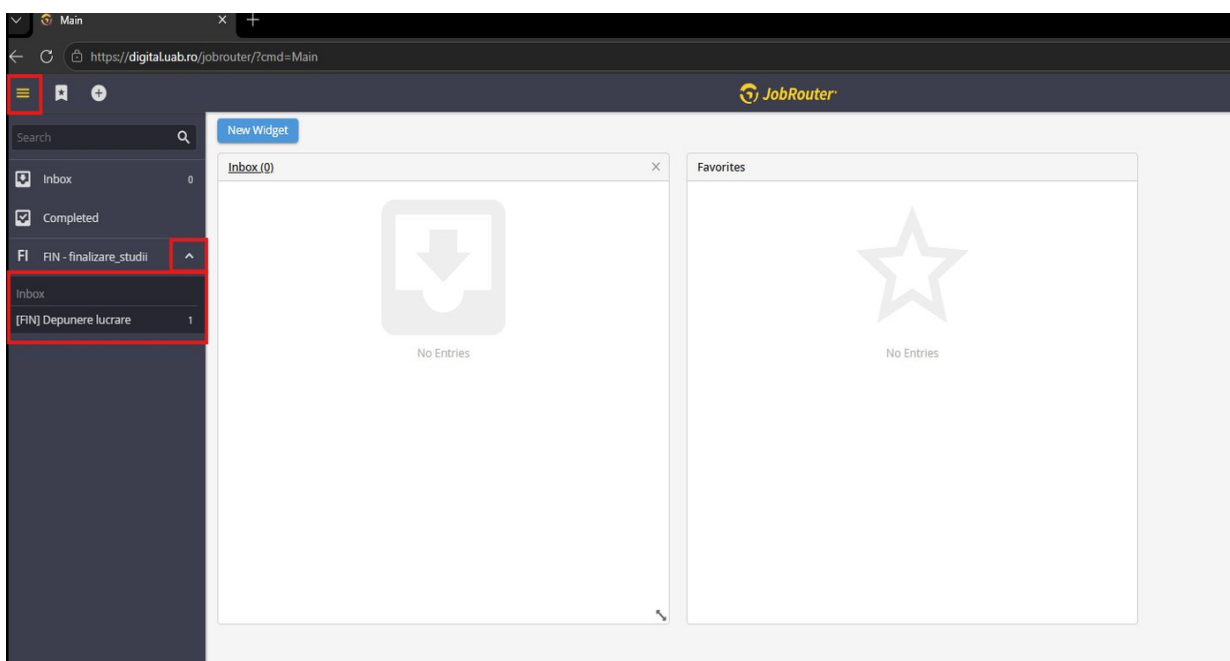 Main
https://digital.uab.ro/jobrouter/?cmd=Main
JobRouter
Search
Inbox 0
Completed
FI FIN - finalizare_studii
Inbox
[FIN] Depunere lucrare 1
New Widget
Inbox (0)
No Entries
Favorites
No Entries